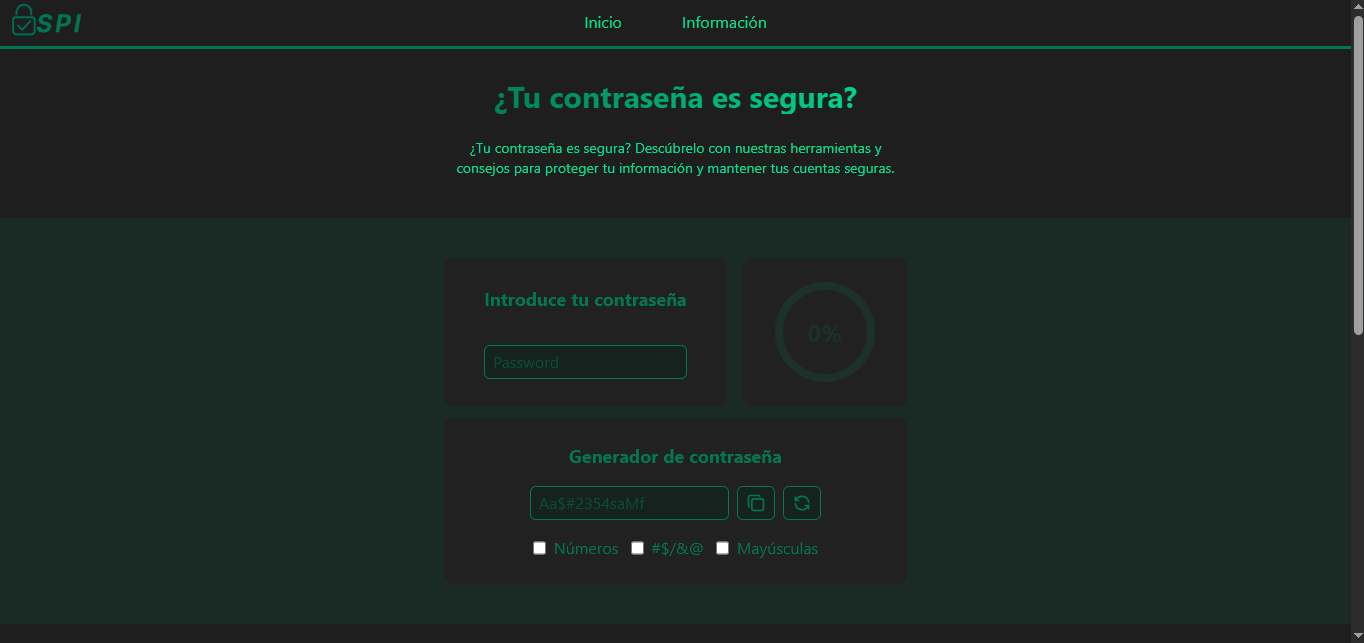 SPI
Inicio
Información
¿Tu contraseña es segura?
¿Tu contraseña es segura? Descúbrelo con nuestras herramientas y
consejos para proteger tu información y mantener tus cuentas seguras.
Introduce tu contraseña
Password
0%
Generador de contraseña
Aa$#2354saMf
Números
#$/&@
Mayúsculas